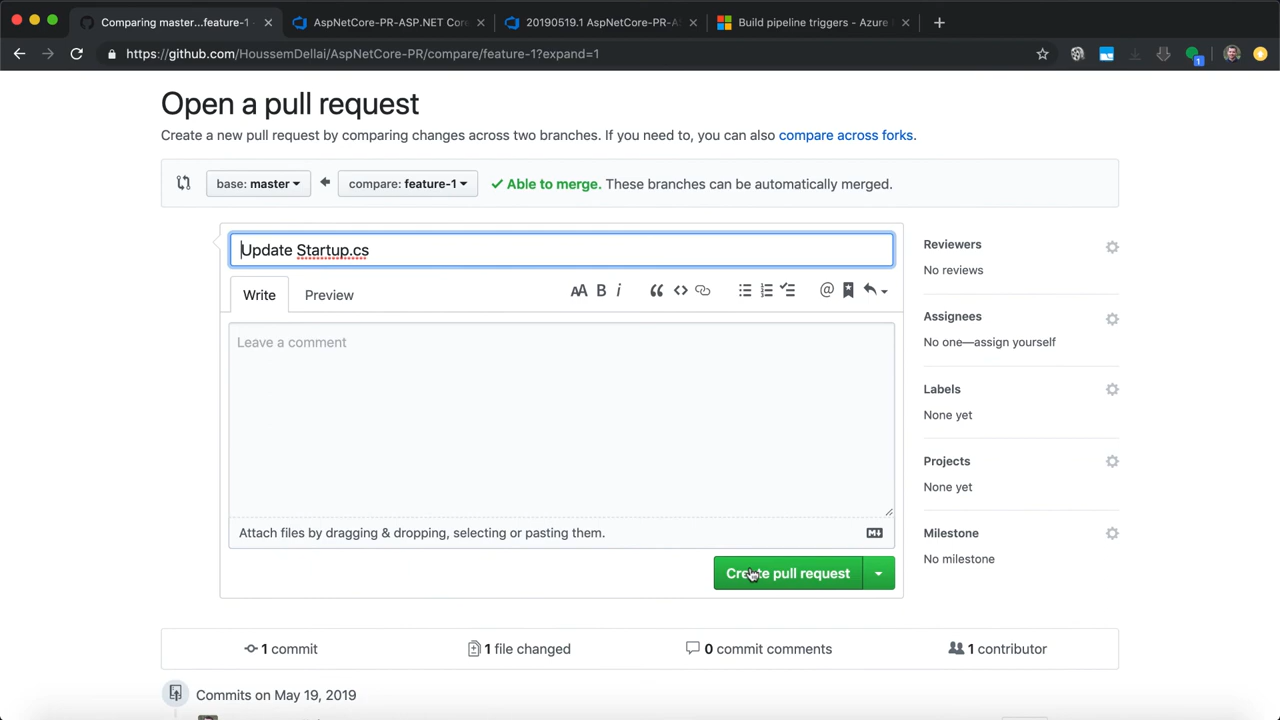 Comparing master...feature-1
AspNetCore-PR-ASP.NET Cor
20190519.1 AspNetCore-PR-A
Build pipeline triggers - Azure
https://github.com/HoussemDellai/AspNetCore-PR/compare/feature-1?expand=1
1
Open a pull request
Create a new pull request by comparing changes across two branches. If you need to, you can also compare across forks.
base: master
compare: feature-1
Able to merge. These branches can be automatically merged.
Update Startup.cs
Write
Preview
AA B i
Leave a comment
Attach files by dragging & dropping, selecting or pasting them.
Create pull request
Reviewers
No reviews
Assignees
No one—assign yourself
Labels
None yet
Projects
None yet
Milestone
No milestone
1 commit
1 file changed
0 commit comments
1 contributor
Commits on May 19, 2019